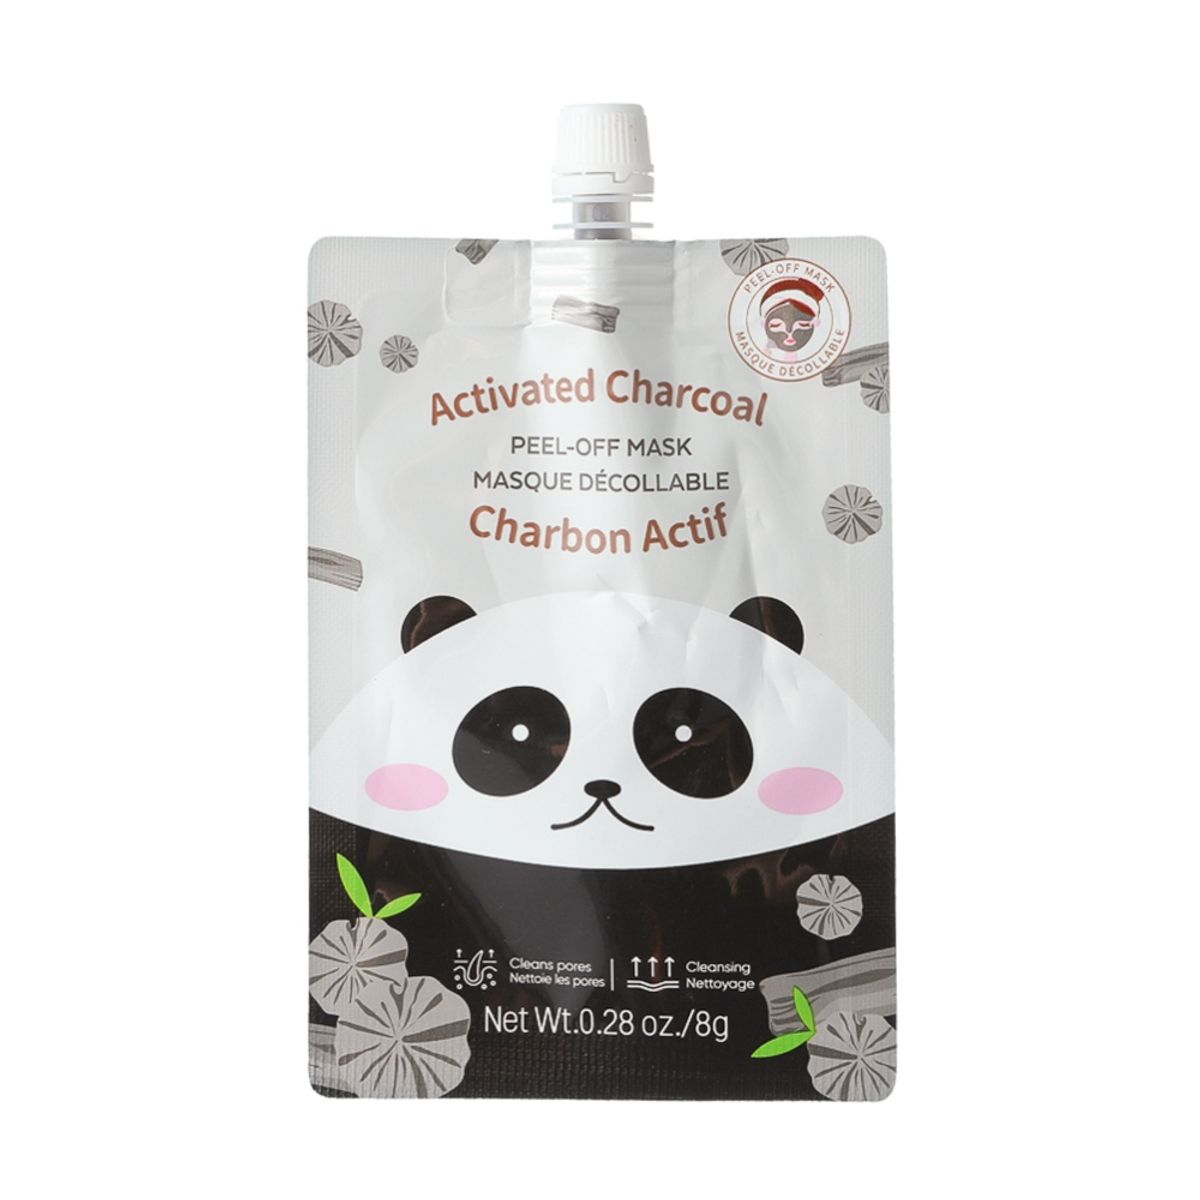 PEEL-OFF MASK
MASQUE DÉCOLLABLE
Activated Charcoal
PEEL-OFF MASK
MASQUE DÉCOLLABLE
Charbon Actif
Cleans pores
Nettoie les pores
Cleansing
Nettoyage
Net Wt.0.28 oz./8g